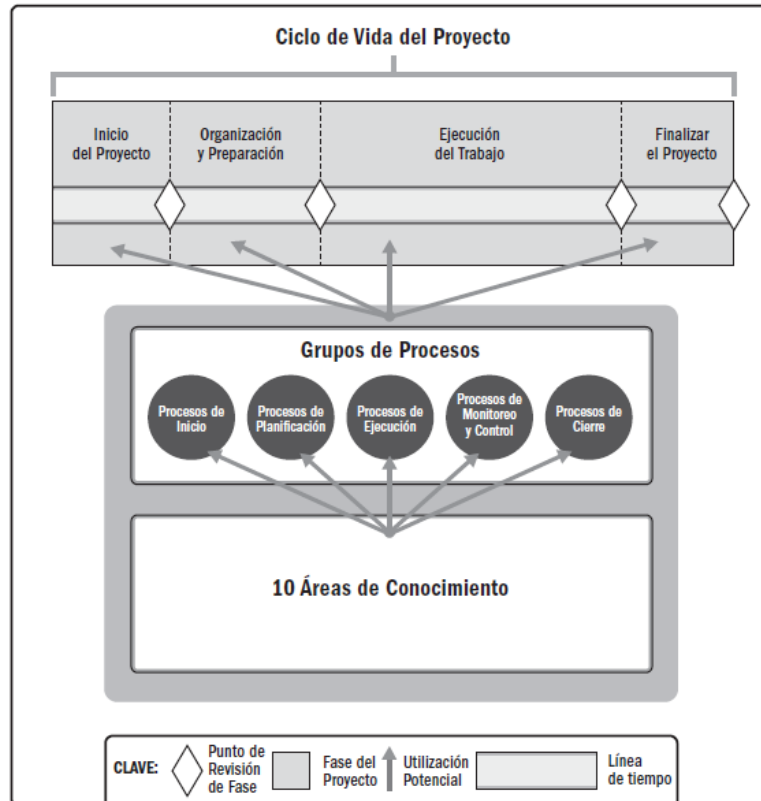 Ciclo de Vida del Proyecto
Inicio
del Proyecto
Organización
y Preparación
Ejecución
del Trabajo
Finalizar
el Proyecto
Grupos de Procesos
Procesos de
Inicio
Procesos de
Planificación
Procesos de
Ejecución
Procesos de
Monitoreo
y Control
Procesos de
Cierre
10 Áreas de Conocimiento
CLAVE:
Punto de
Revisión
de Fase
Fase del
Proyecto
Utilización
Potencial
Línea
de tiempo